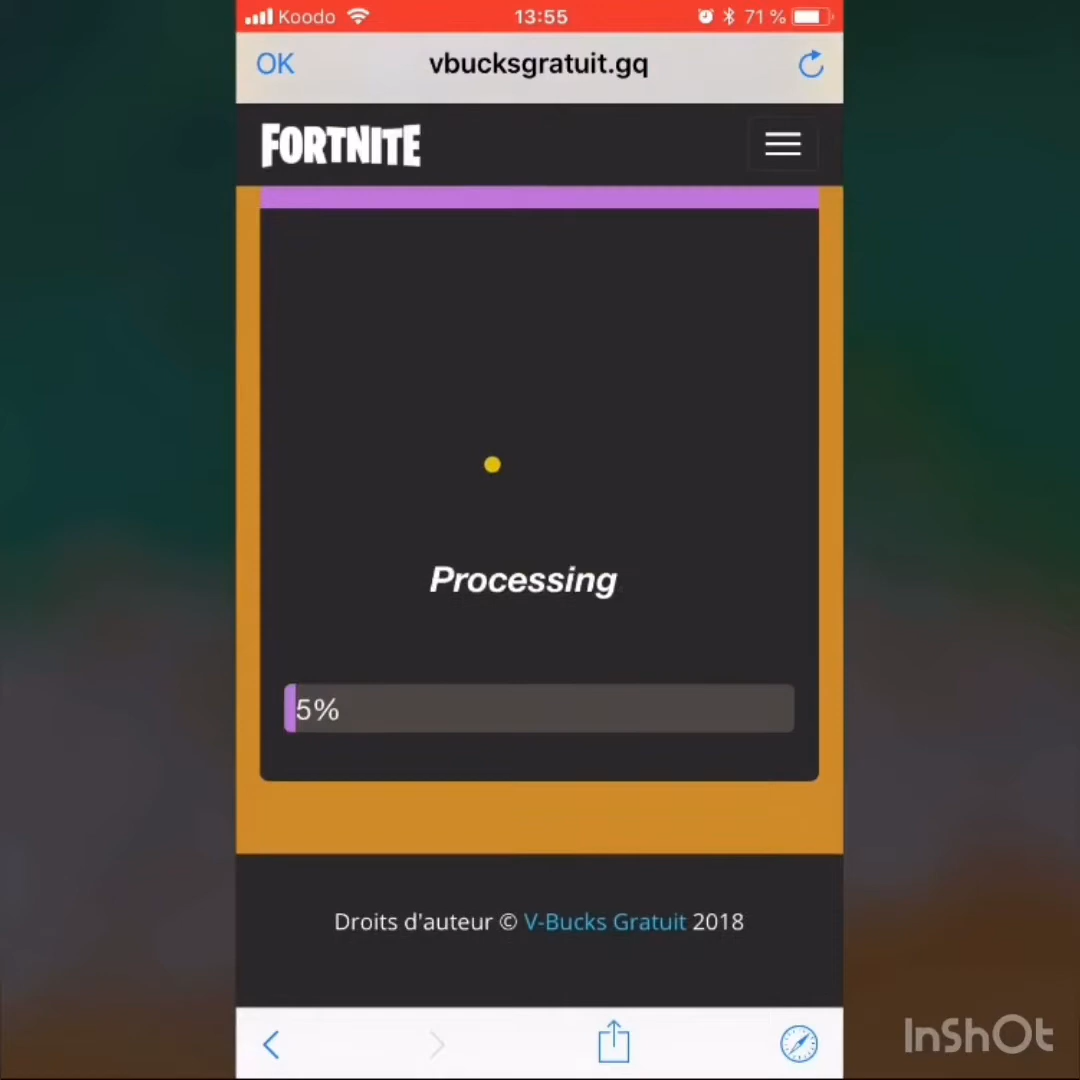 Koodo 13:55 71 %
OK vbucksgratuit.gq
FORTNITE
Processing
5%
Droits d'auteur © V-Bucks Gratuit 2018
InShOt